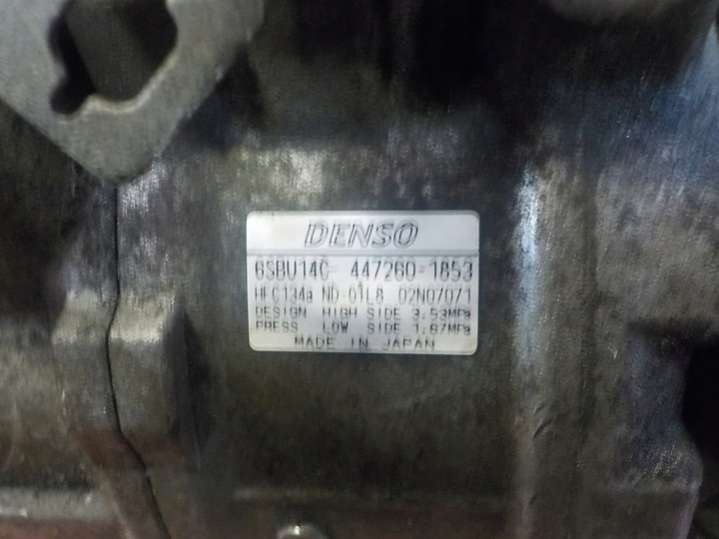 DENSO
6SBU14C 447260-1853
HFC134a ND-OIL8 02N07071
DESIGN HIGH SIDE 3.53MPa
PRESS LOW SIDE 1.67MPa
MADE IN JAPAN